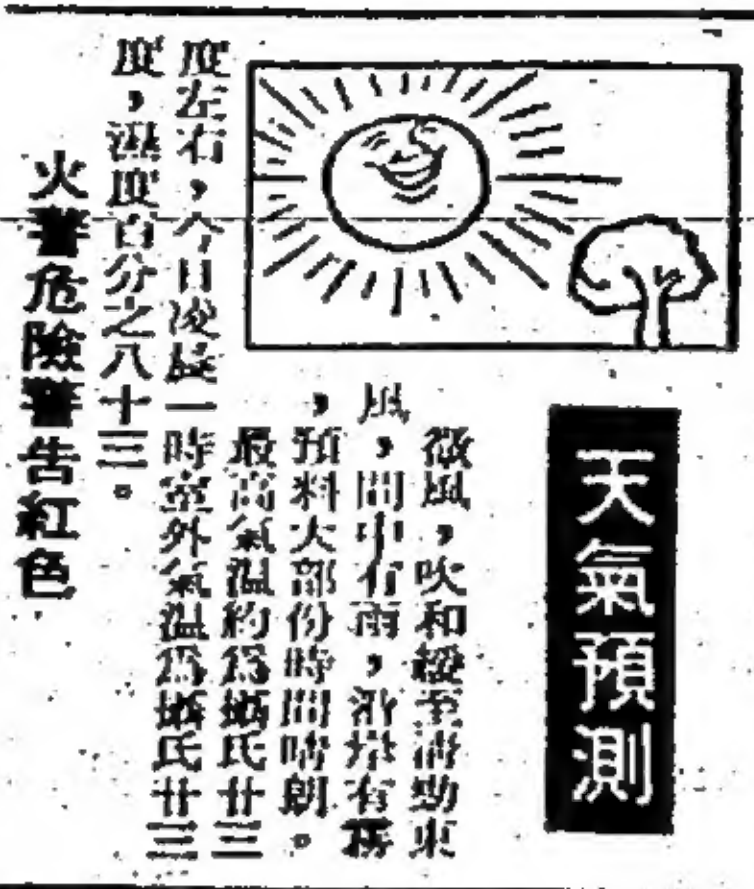 天氣預測
微風，吹和緩至清勁東
風，間中有雨，沿岸有霧
，預料大部份時間晴朗。
最高氣溫約為攝氏廿三
度左右，今日凌晨一時室外氣溫為攝氏廿三
度，濕度百分之八十三。
火警危險警告紅色